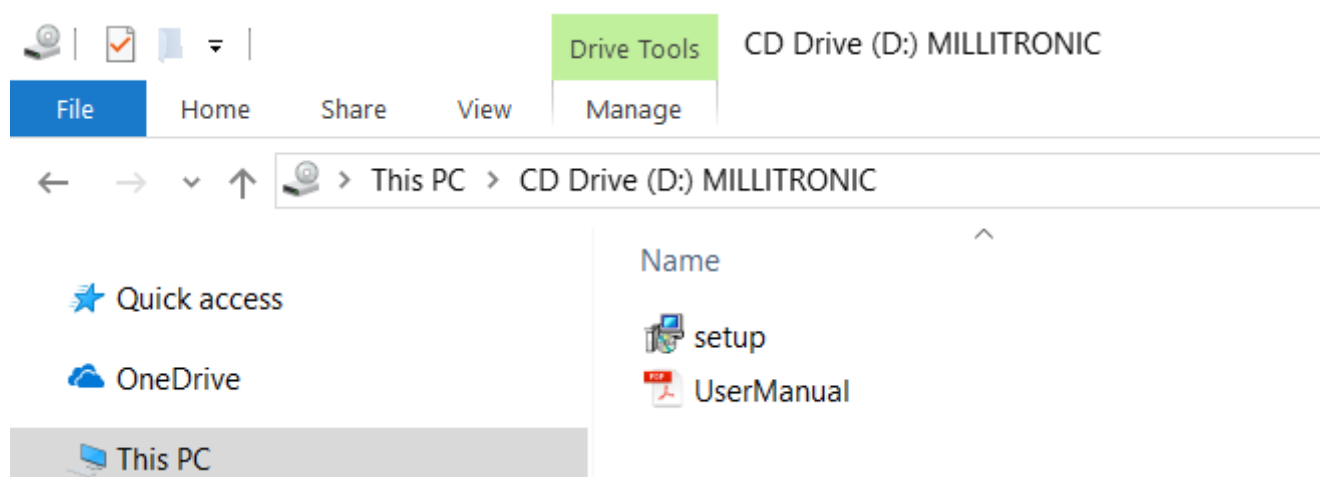 Drive Tools CD Drive (D:) MILLITRONIC
File Home Share View Manage
This PC > CD Drive (D:) MILLITRONIC
Name
Quick access
setup
OneDrive
UserManual
This PC